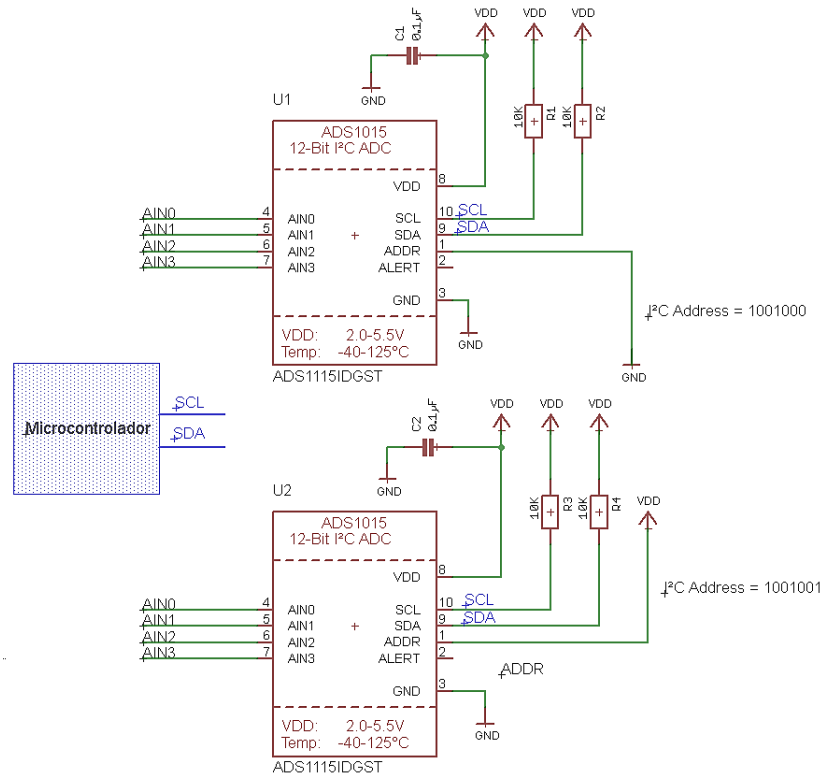 VDD
VDD
VDD
C1
0.1µF
GND
10K
R1
10K
R2
U1
ADS1015
12-Bit I²C ADC
VDD
8
AIN0
4
AIN0
SCL
10
SCL
AIN1
5
AIN1
SDA
9
SDA
AIN2
6
AIN2
ADDR
1
AIN3
7
AIN3
ALERT
2
GND
3
GND
I²C Address = 1001000
VDD: 2.0-5.5V
Temp: -40-125°C
GND
ADS1115IDGST
Microcontrolador
SCL
SDA
VDD
VDD
VDD
C2
0.1µF
GND
10K
R3
10K
R4
VDD
U2
ADS1015
12-Bit I²C ADC
VDD
8
I²C Address = 1001001
AIN0
4
AIN0
SCL
10
SCL
AIN1
5
AIN1
SDA
9
SDA
AIN2
6
AIN2
ADDR
1
AIN3
7
AIN3
ALERT
2
ADDR
GND
3
GND
VDD: 2.0-5.5V
Temp: -40-125°C
ADS1115IDGST